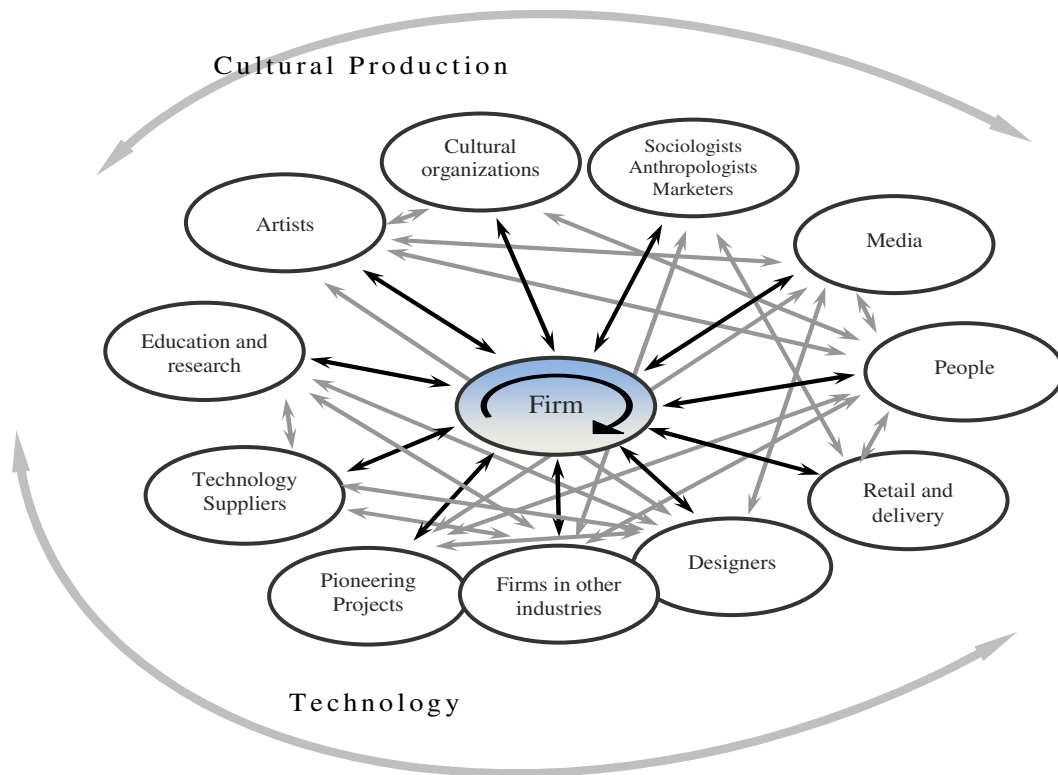 Cultural Production
Cultural
organizations
Sociologists
Anthropologists
Marketers
Artists
Media
Education and
research
People
Firm
Technology
Suppliers
Retail and
delivery
Pioneering
Projects
Firms in other
industries
Designers
Technology